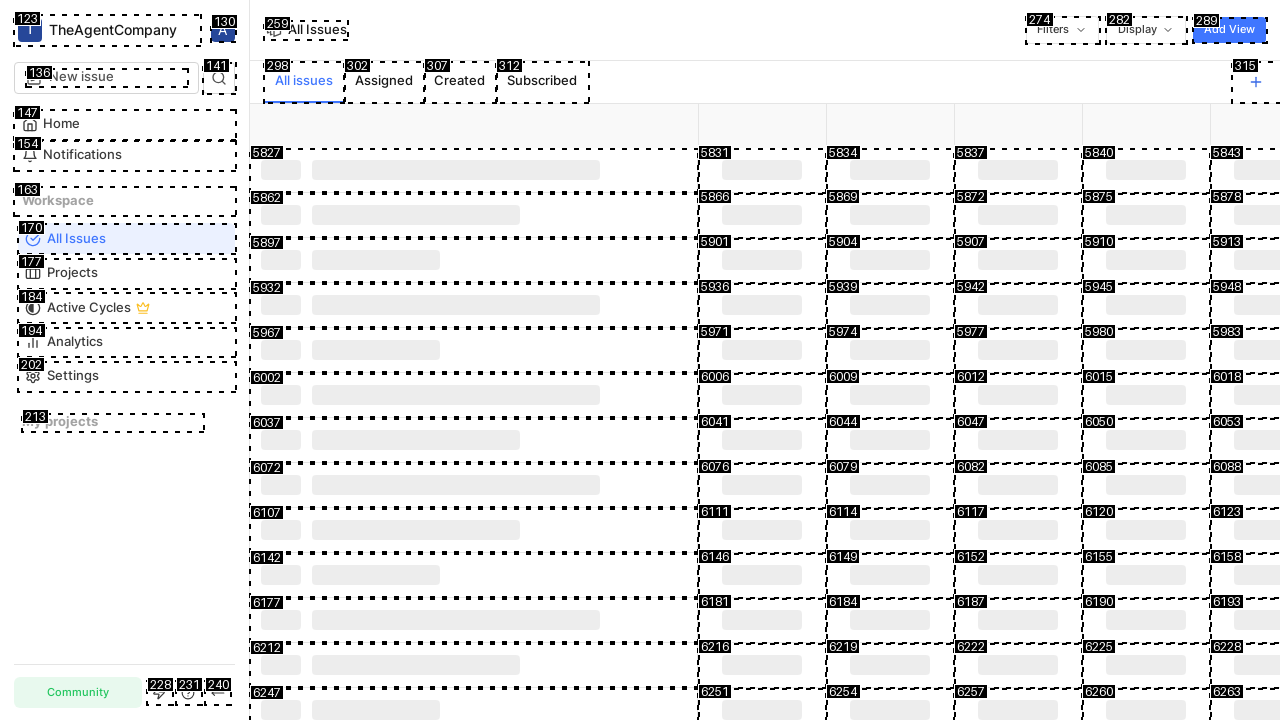 123
TheAgentCompany
130
136
New issue
141
147
Home
154
Notifications
163
Workspace
170
All Issues
177
Projects
184
Active Cycles
194
Analytics
202
Settings
213
My projects
Community
228
231
240
259
All Issues
274
Filters
282
Display
289
Add View
298
All issues
302
Assigned
307
Created
312
Subscribed
315
5827 5831 5834 5837 5840 5843
5862 5866 5869 5872 5875 5878
5897 5901 5904 5907 5910 5913
5932 5936 5939 5942 5945 5948
5967 5971 5974 5977 5980 5983
6002 6006 6009 6012 6015 6018
6037 6041 6044 6047 6050 6053
6072 6076 6079 6082 6085 6088
6107 6111 6114 6117 6120 6123
6142 6146 6149 6152 6155 6158
6177 6181 6184 6187 6190 6193
6212 6216 6219 6222 6225 6228
6247 6251 6254 6257 6260 6263